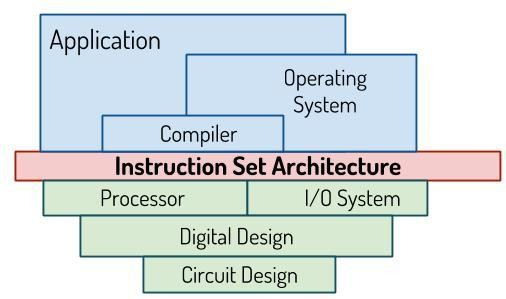 Application
Operating
System
Compiler
Instruction Set Architecture
Processor
I/O System
Digital Design
Circuit Design